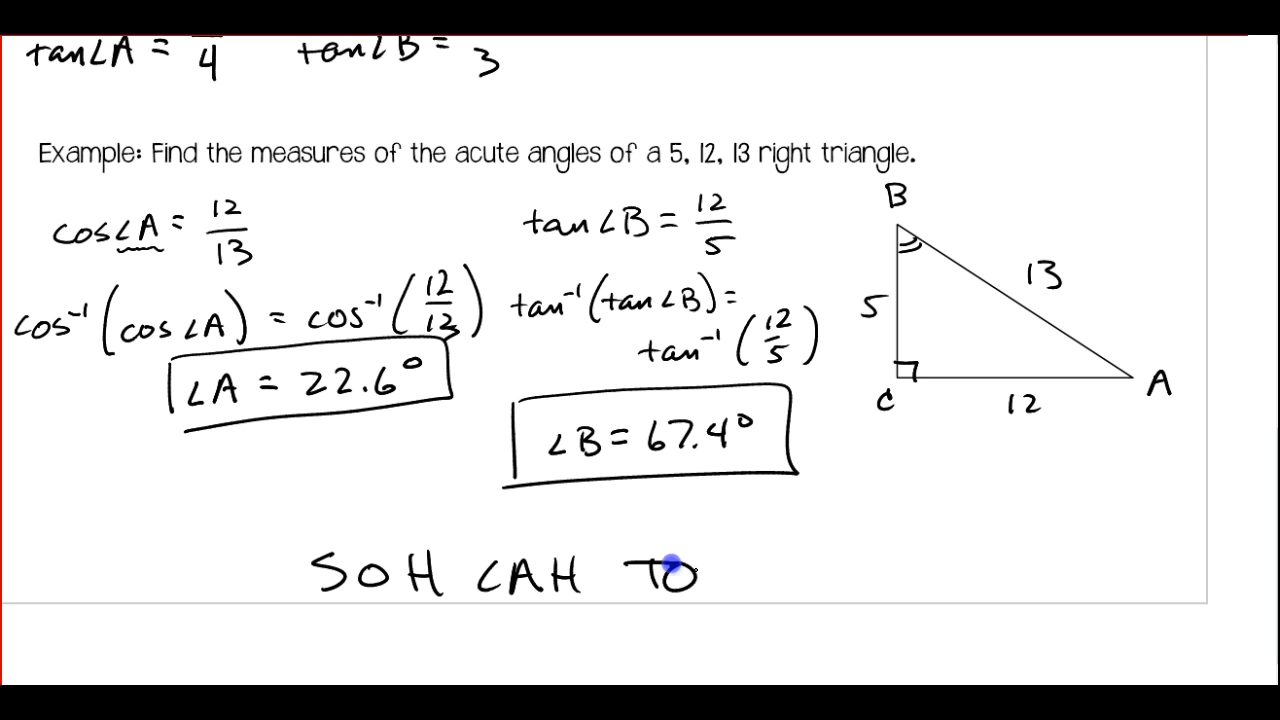 tan∠A = 4 tan∠B = 3
Example: Find the measures of the acute angles of a 5, 12, 13 right triangle.
cos∠A = 12/13 tan∠B = 12/5
cos⁻¹(cos∠A) = cos⁻¹(12/13) tan⁻¹(tan∠B) =
tan⁻¹(12/5)
∠A = 22.6°
∠B = 67.4°
B
13
5
C
12
A
SOH CAH TO